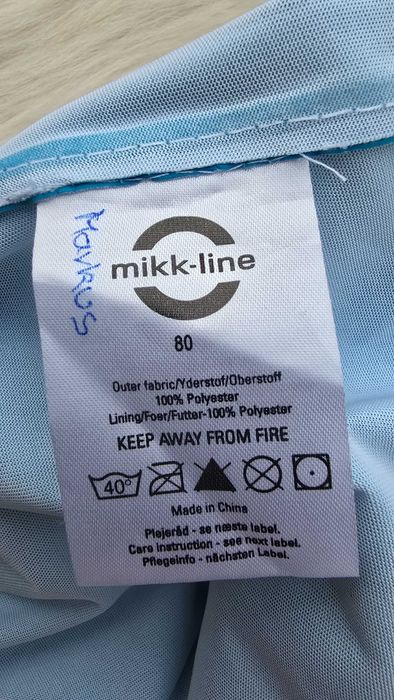 Markus
mikk-line
80
Outer fabric/Yderstof/Oberstoff
100% Polyester
Lining/Foer/Futter-100% Polyester
KEEP AWAY FROM FIRE
40°
Made in China
Plejeråd - se næste label.
Care instruction - see next label.
Pflegeinfo - nächsten Label.